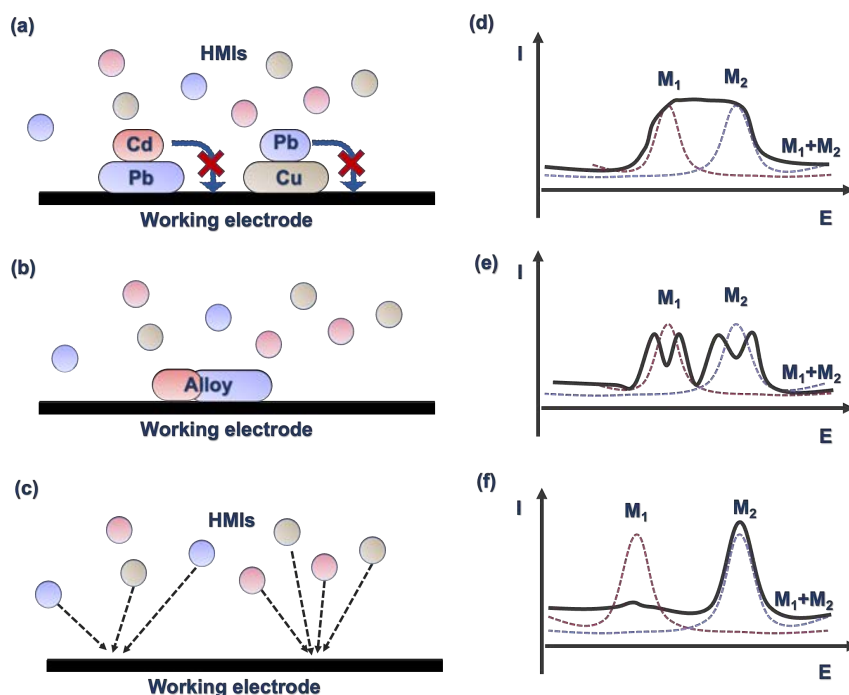 (a)
HMIs
Cd
Pb
Pb
Cu
Working electrode
(b)
Alloy
Working electrode
(c)
HMIs
Working electrode
(d)
I
M₁
M₂
M₁+M₂
E
(e)
I
M₁
M₂
M₁+M₂
E
(f)
I
M₁
M₂
M₁+M₂
E